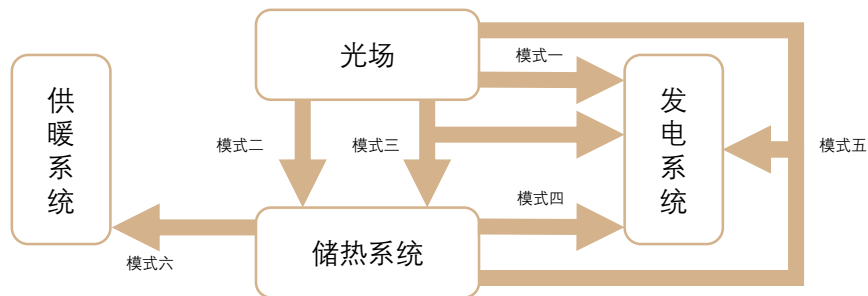 光场
模式一
供暖系统
发电系统
模式二
模式三
模式五
模式四
储热系统
模式六